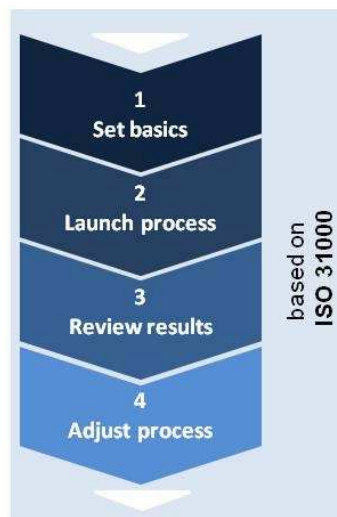 1
Set basics
2
Launch process
3
Review results
4
Adjust process
based on
ISO 31000